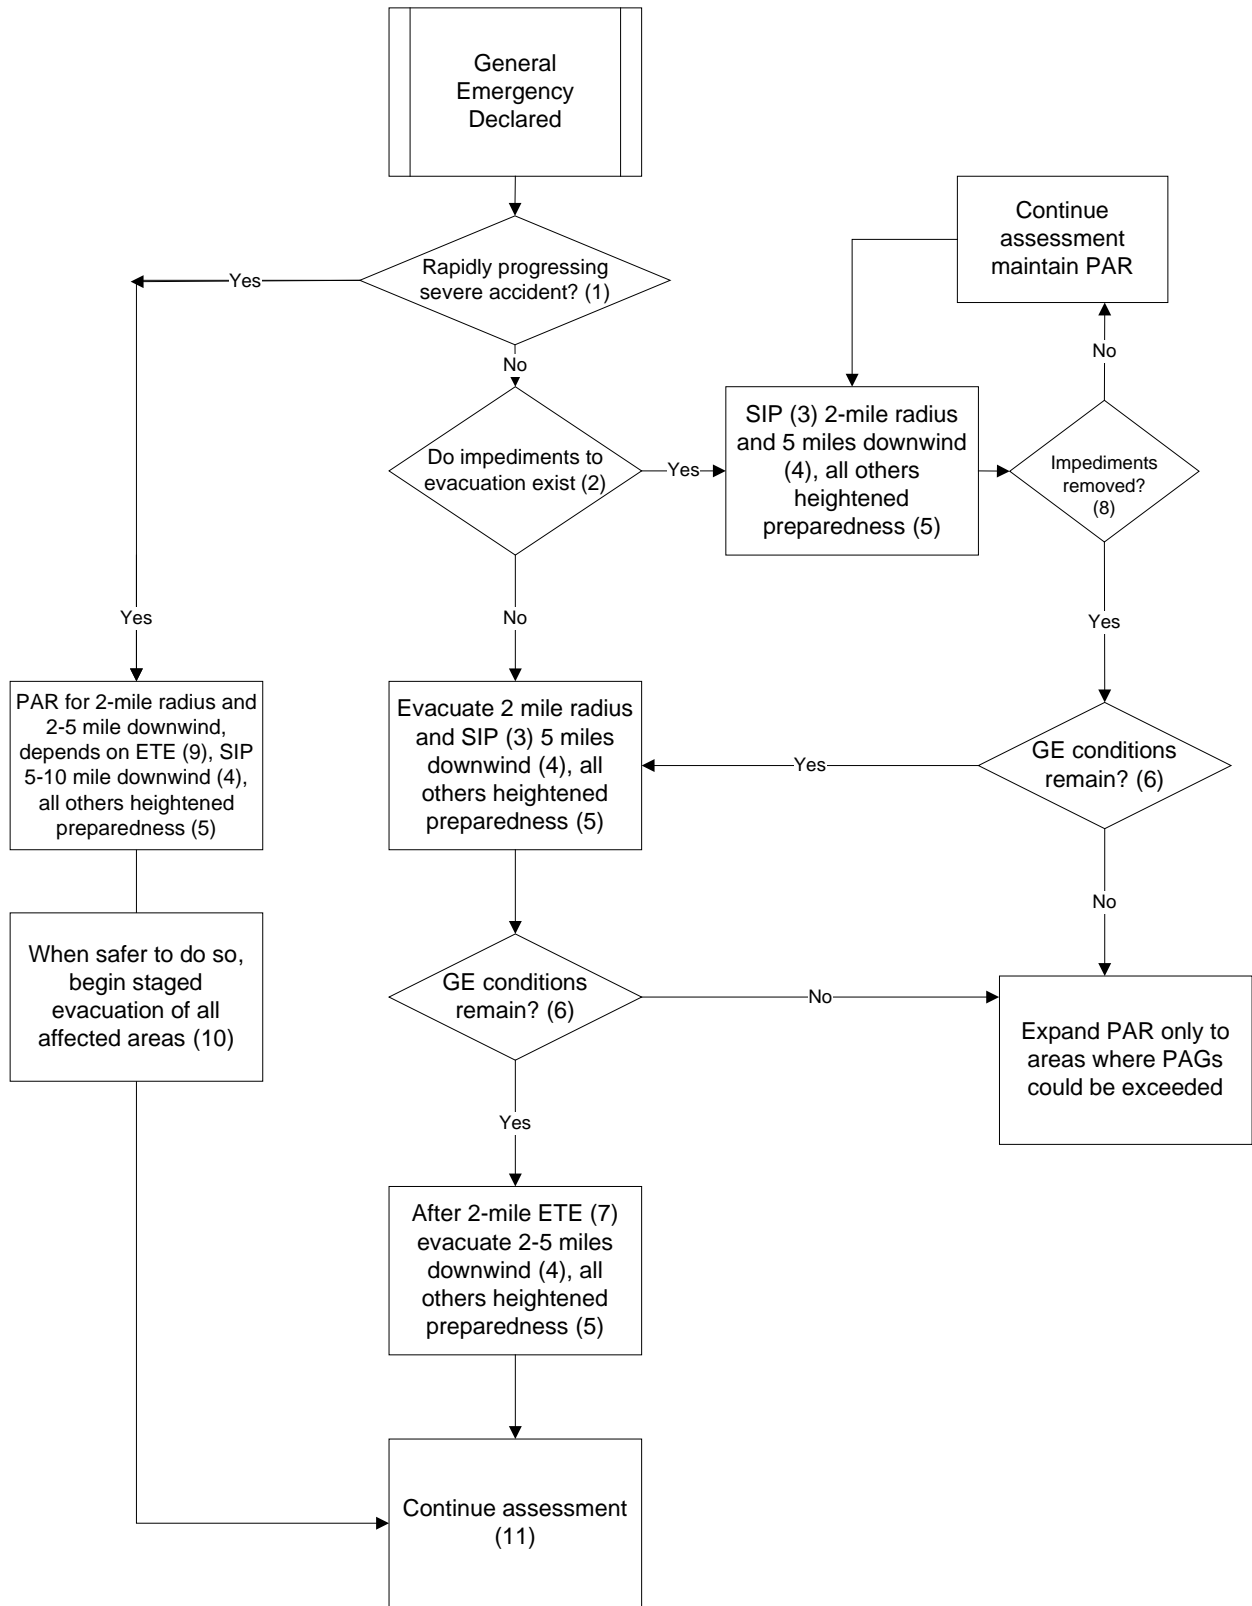 General
Emergency
Declared
Continue
assessment
maintain PAR
Rapidly progressing
severe accident? (1)
Yes
No
No
Do impediments to
evacuation exist (2)
Yes
SIP (3) 2-mile radius
and 5 miles downwind
(4), all others
heightened
preparedness (5)
Impediments
removed?
(8)
Yes
No
Yes
PAR for 2-mile radius and
2-5 mile downwind,
depends on ETE (9), SIP
5-10 mile downwind (4),
all others heightened
preparedness (5)
Evacuate 2 mile radius
and SIP (3) 5 miles
downwind (4), all
others heightened
preparedness (5)
Yes
GE conditions
remain? (6)
No
When safer to do so,
begin staged
evacuation of all
affected areas (10)
GE conditions
remain? (6)
No
Expand PAR only to
areas where PAGs
could be exceeded
Yes
After 2-mile ETE (7)
evacuate 2-5 miles
downwind (4), all
others heightened
preparedness (5)
Continue assessment
(11)